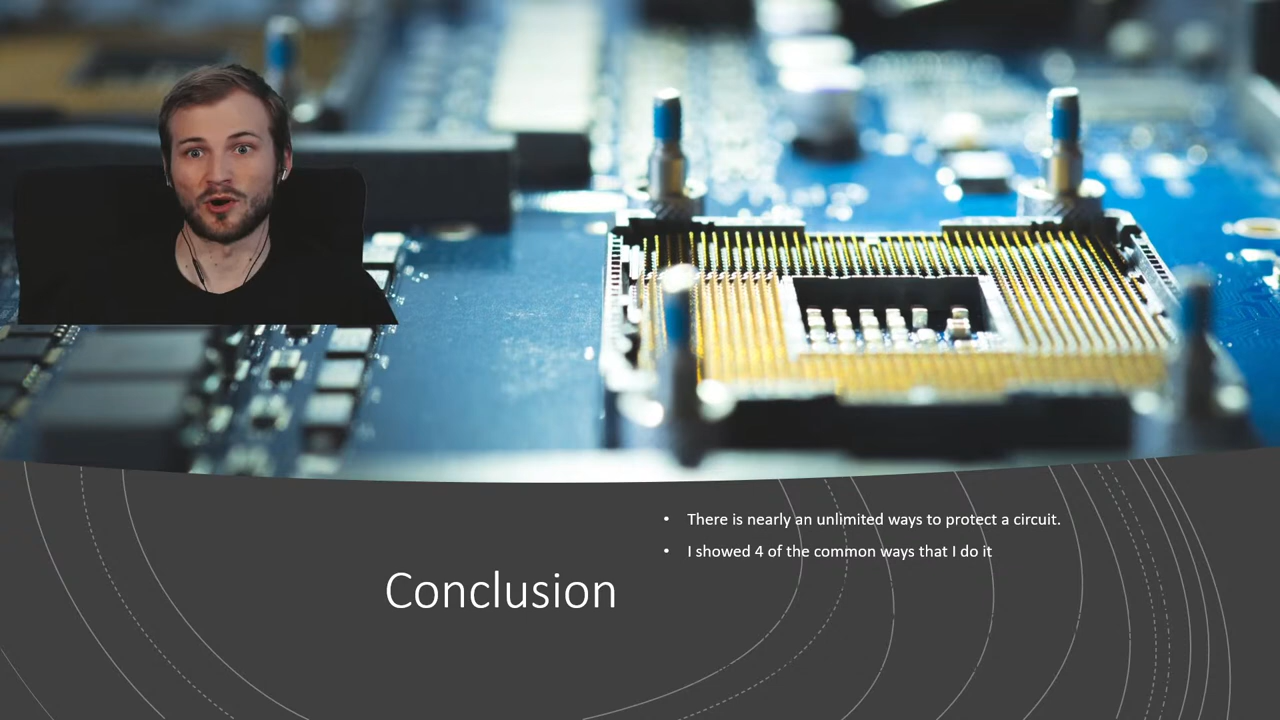 Conclusion
• There is nearly an unlimited ways to protect a circuit.
• I showed 4 of the common ways that I do it